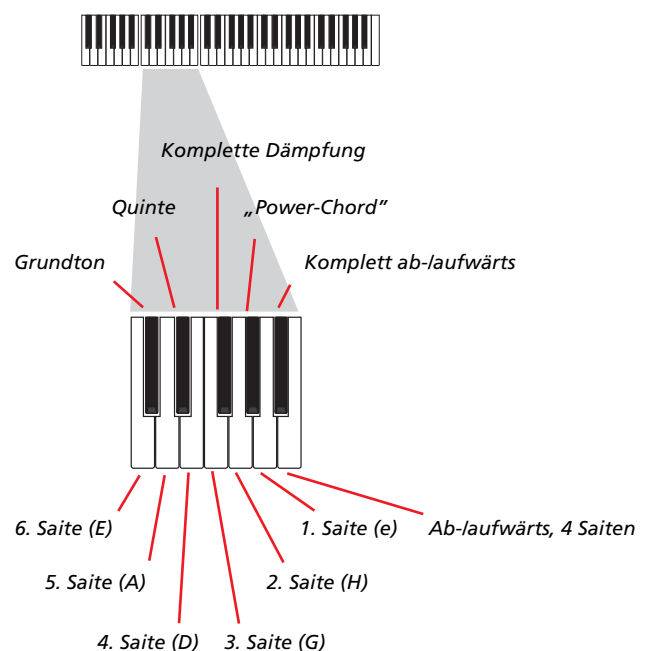 Komplette Dämpfung
Quinte
„Power-Chord”
Grundton
Komplett ab-/aufwärts
6. Saite (E)
1. Saite (e)
Ab-/aufwärts, 4 Saiten
5. Saite (A)
2. Saite (H)
4. Saite (D)
3. Saite (G)